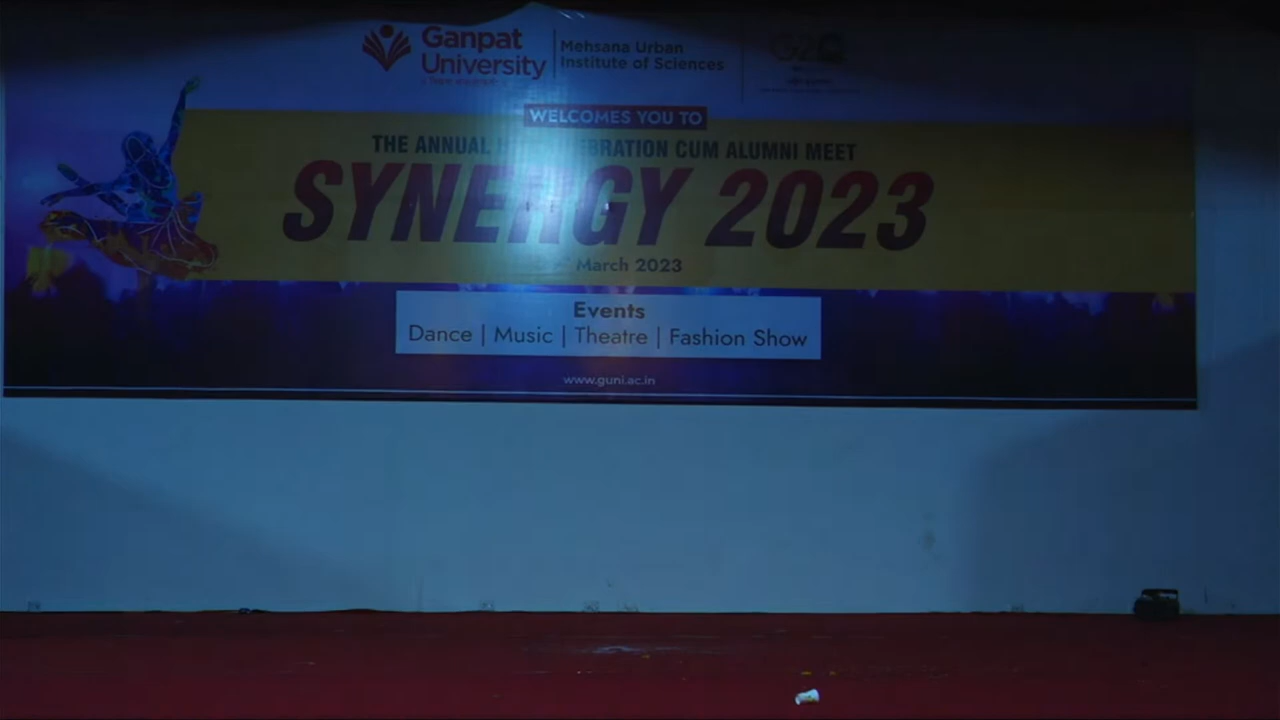 Ganpat
University
Mehsana Urban
Institute of Sciences
G20
WELCOMES YOU TO
THE ANNUAL CUM ALUMNI MEET
SYNERGY 2023
March 2023
Events
Dance | Music | Theatre | Fashion Show
www.guni.ac.in